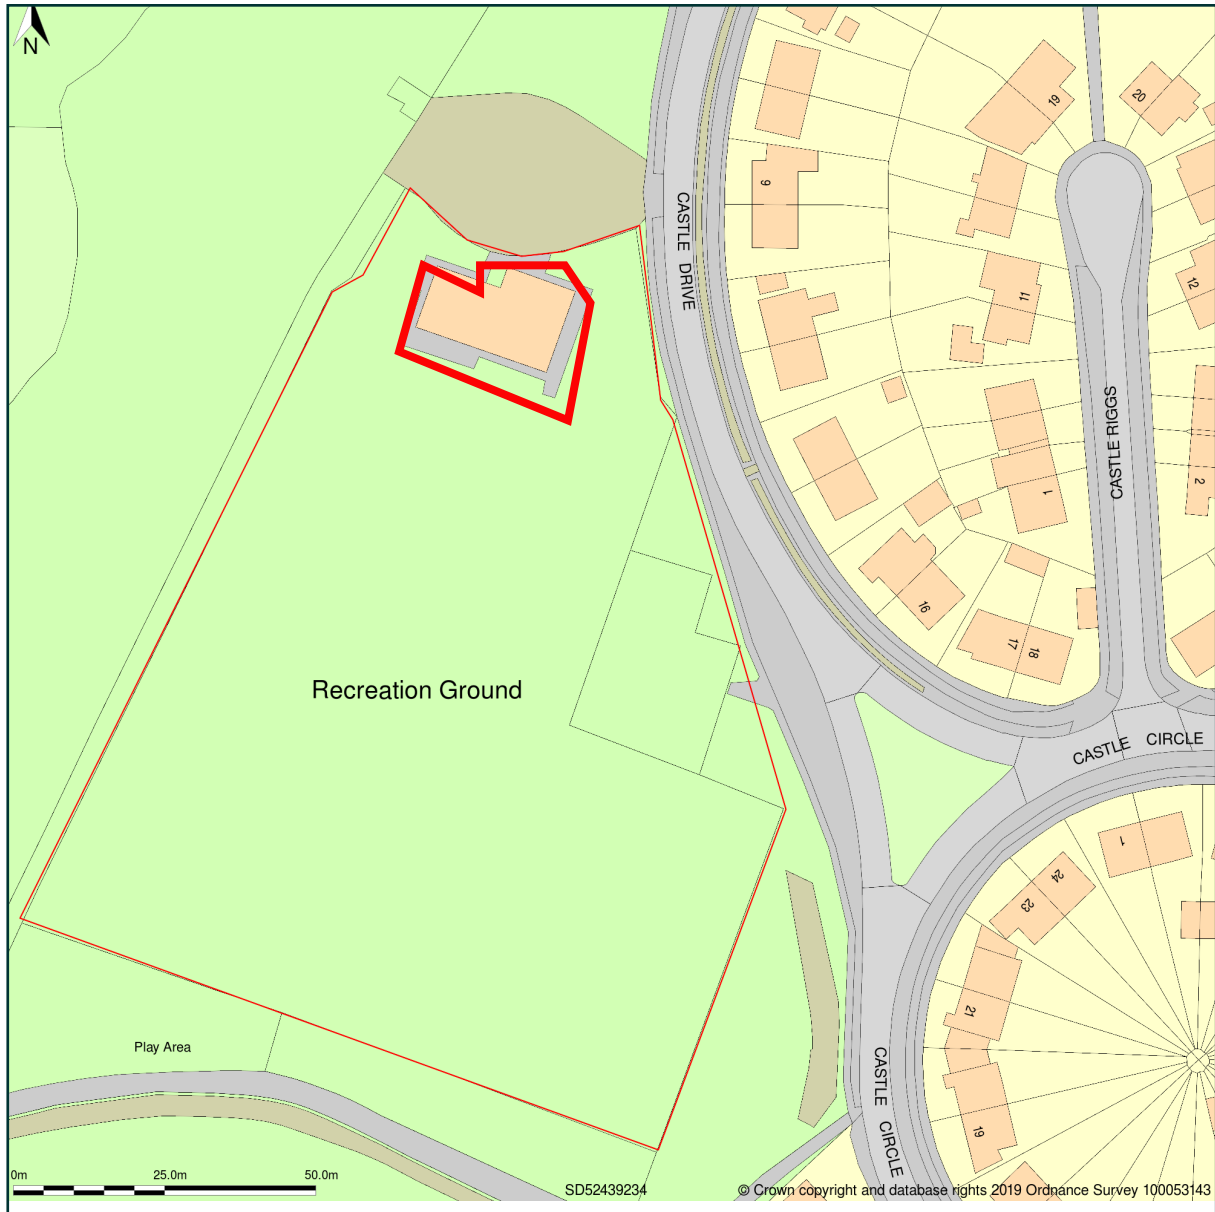 N
19
20
9
CASTLE DRIVE
11
12
CASTLE RIGGS
1
2
16
17
18
Recreation Ground
CASTLE CIRCLE
1
24
23
21
Play Area
CASTLE CIRCLE
19
0m 25.0m 50.0m
SD52439234
© Crown copyright and database rights 2019 Ordnance Survey 100053143